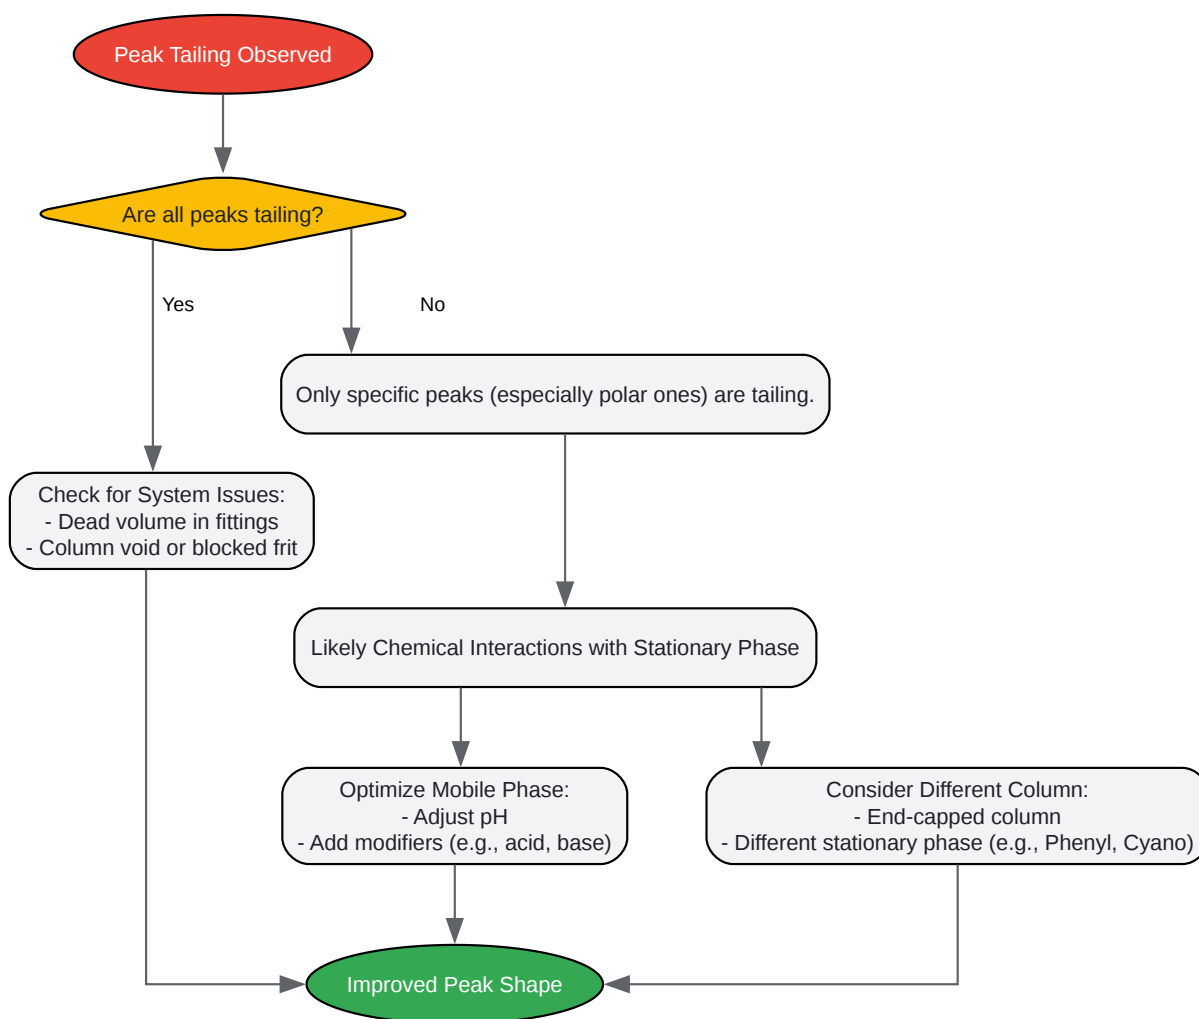 Peak Tailing Observed
Are all peaks tailing?
Yes
No
Only specific peaks (especially polar ones) are tailing.
Check for System Issues:
- Dead volume in fittings
- Column void or blocked frit
Likely Chemical Interactions with Stationary Phase
Optimize Mobile Phase:
- Adjust pH
- Add modifiers (e.g., acid, base)
Consider Different Column:
- End-capped column
- Different stationary phase (e.g., Phenyl, Cyano)
Improved Peak Shape